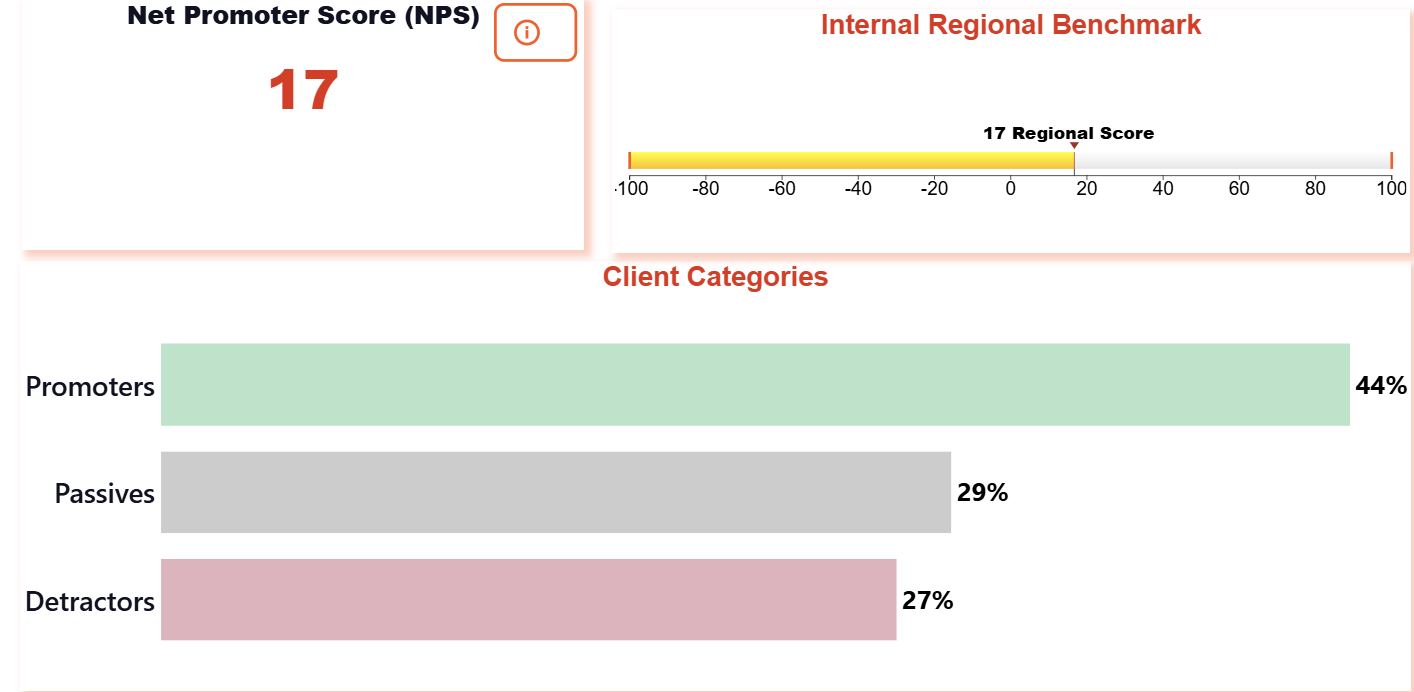 Net Promoter Score (NPS)
17
Internal Regional Benchmark
17 Regional Score
-100 -80 -60 -40 -20 0 20 40 60 80 100
Client Categories
Promoters 44%
Passives 29%
Detractors 27%